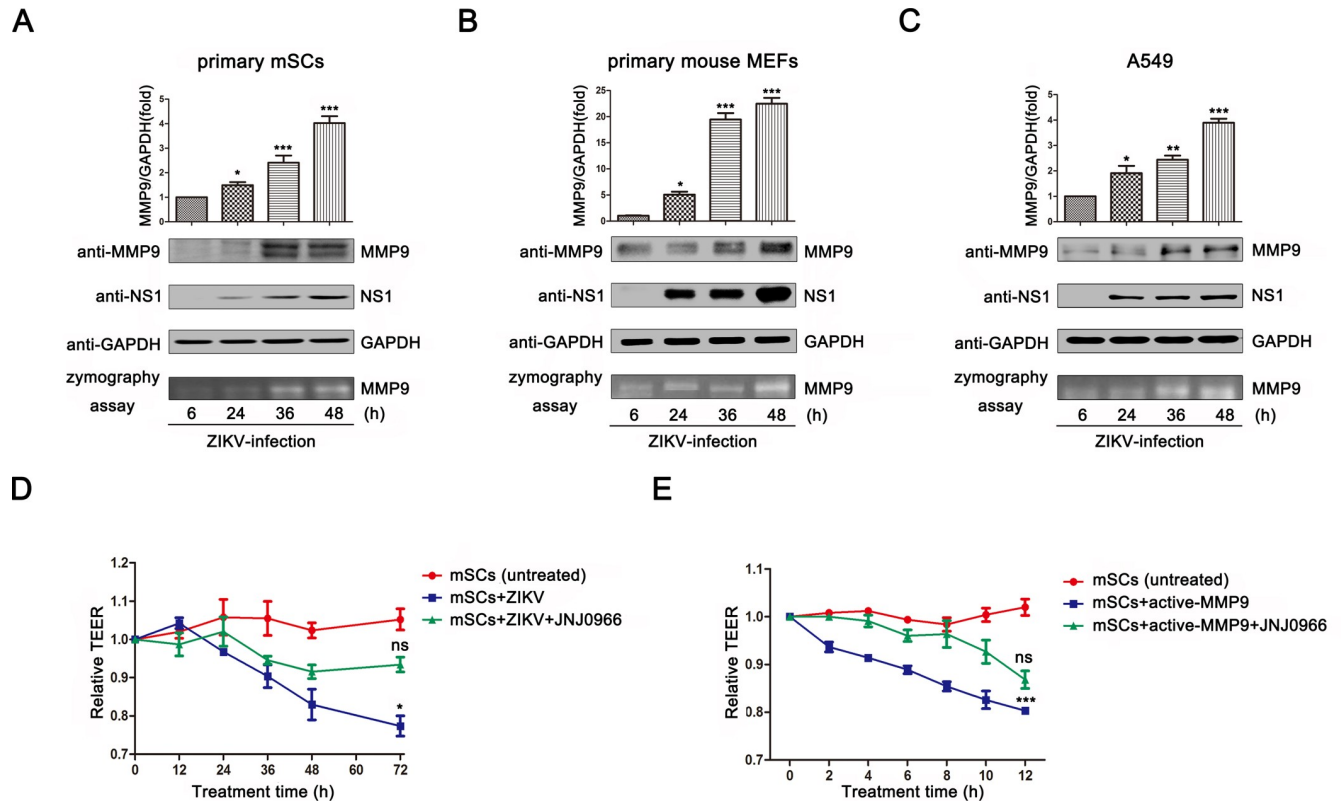 A
primary mSCs
MMP9/GAPDH(fold)
5
4
3
2
1
0
*
***
***
anti-MMP9 MMP9
anti-NS1 NS1
anti-GAPDH GAPDH
zymography
assay MMP9
6 24 36 48 (h)
ZIKV-infection
B
primary mouse MEFs
MMP9/GAPDH(fold)
25
20
15
10
5
0
*
***
***
anti-MMP9 MMP9
anti-NS1 NS1
anti-GAPDH GAPDH
zymography
assay MMP9
6 24 36 48 (h)
ZIKV-infection
C
A549
MMP9/GAPDH(fold)
5
4
3
2
1
0
*
**
***
anti-MMP9 MMP9
anti-NS1 NS1
anti-GAPDH GAPDH
zymography
assay MMP9
6 24 36 48 (h)
ZIKV-infection
D
Relative TEER
1.2
1.1
1.0
0.9
0.8
0.7
0 12 24 36 48 60 72
Treatment time (h)
mSCs (untreated)
mSCs+ZIKV
mSCs+ZIKV+JNJ0966
ns
*
E
Relative TEER
1.1
1.0
0.9
0.8
0.7
0 2 4 6 8 10 12
Treatment time (h)
mSCs (untreated)
mSCs+active-MMP9
mSCs+active-MMP9+JNJ0966
ns
***